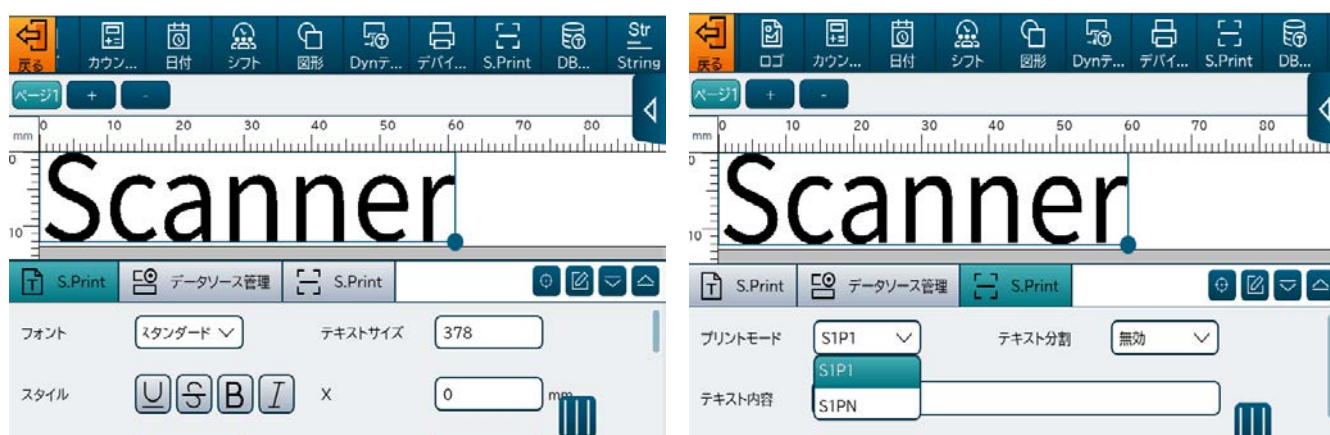 戻る カウン... 日付 シフト 図形 Dynテ... デバイ... S.Print DB... Str String
ページ1 + -
mm 0 10 20 30 40 50 60 70 80
0
10
Scanner
T S.Print データソース管理 S.Print
フォント スタンダード テキストサイズ 378
スタイル U S B I X 0 mm
戻る ロゴ カウン... 日付 シフト 図形 Dynテ... デバイ... S.Print DB...
ページ1 + -
mm 0 10 20 30 40 50 60 70 80
0
10
Scanner
T S.Print データソース管理 S.Print
プリントモード S1P1 テキスト分割 無効
S1P1
テキスト内容 S1PN